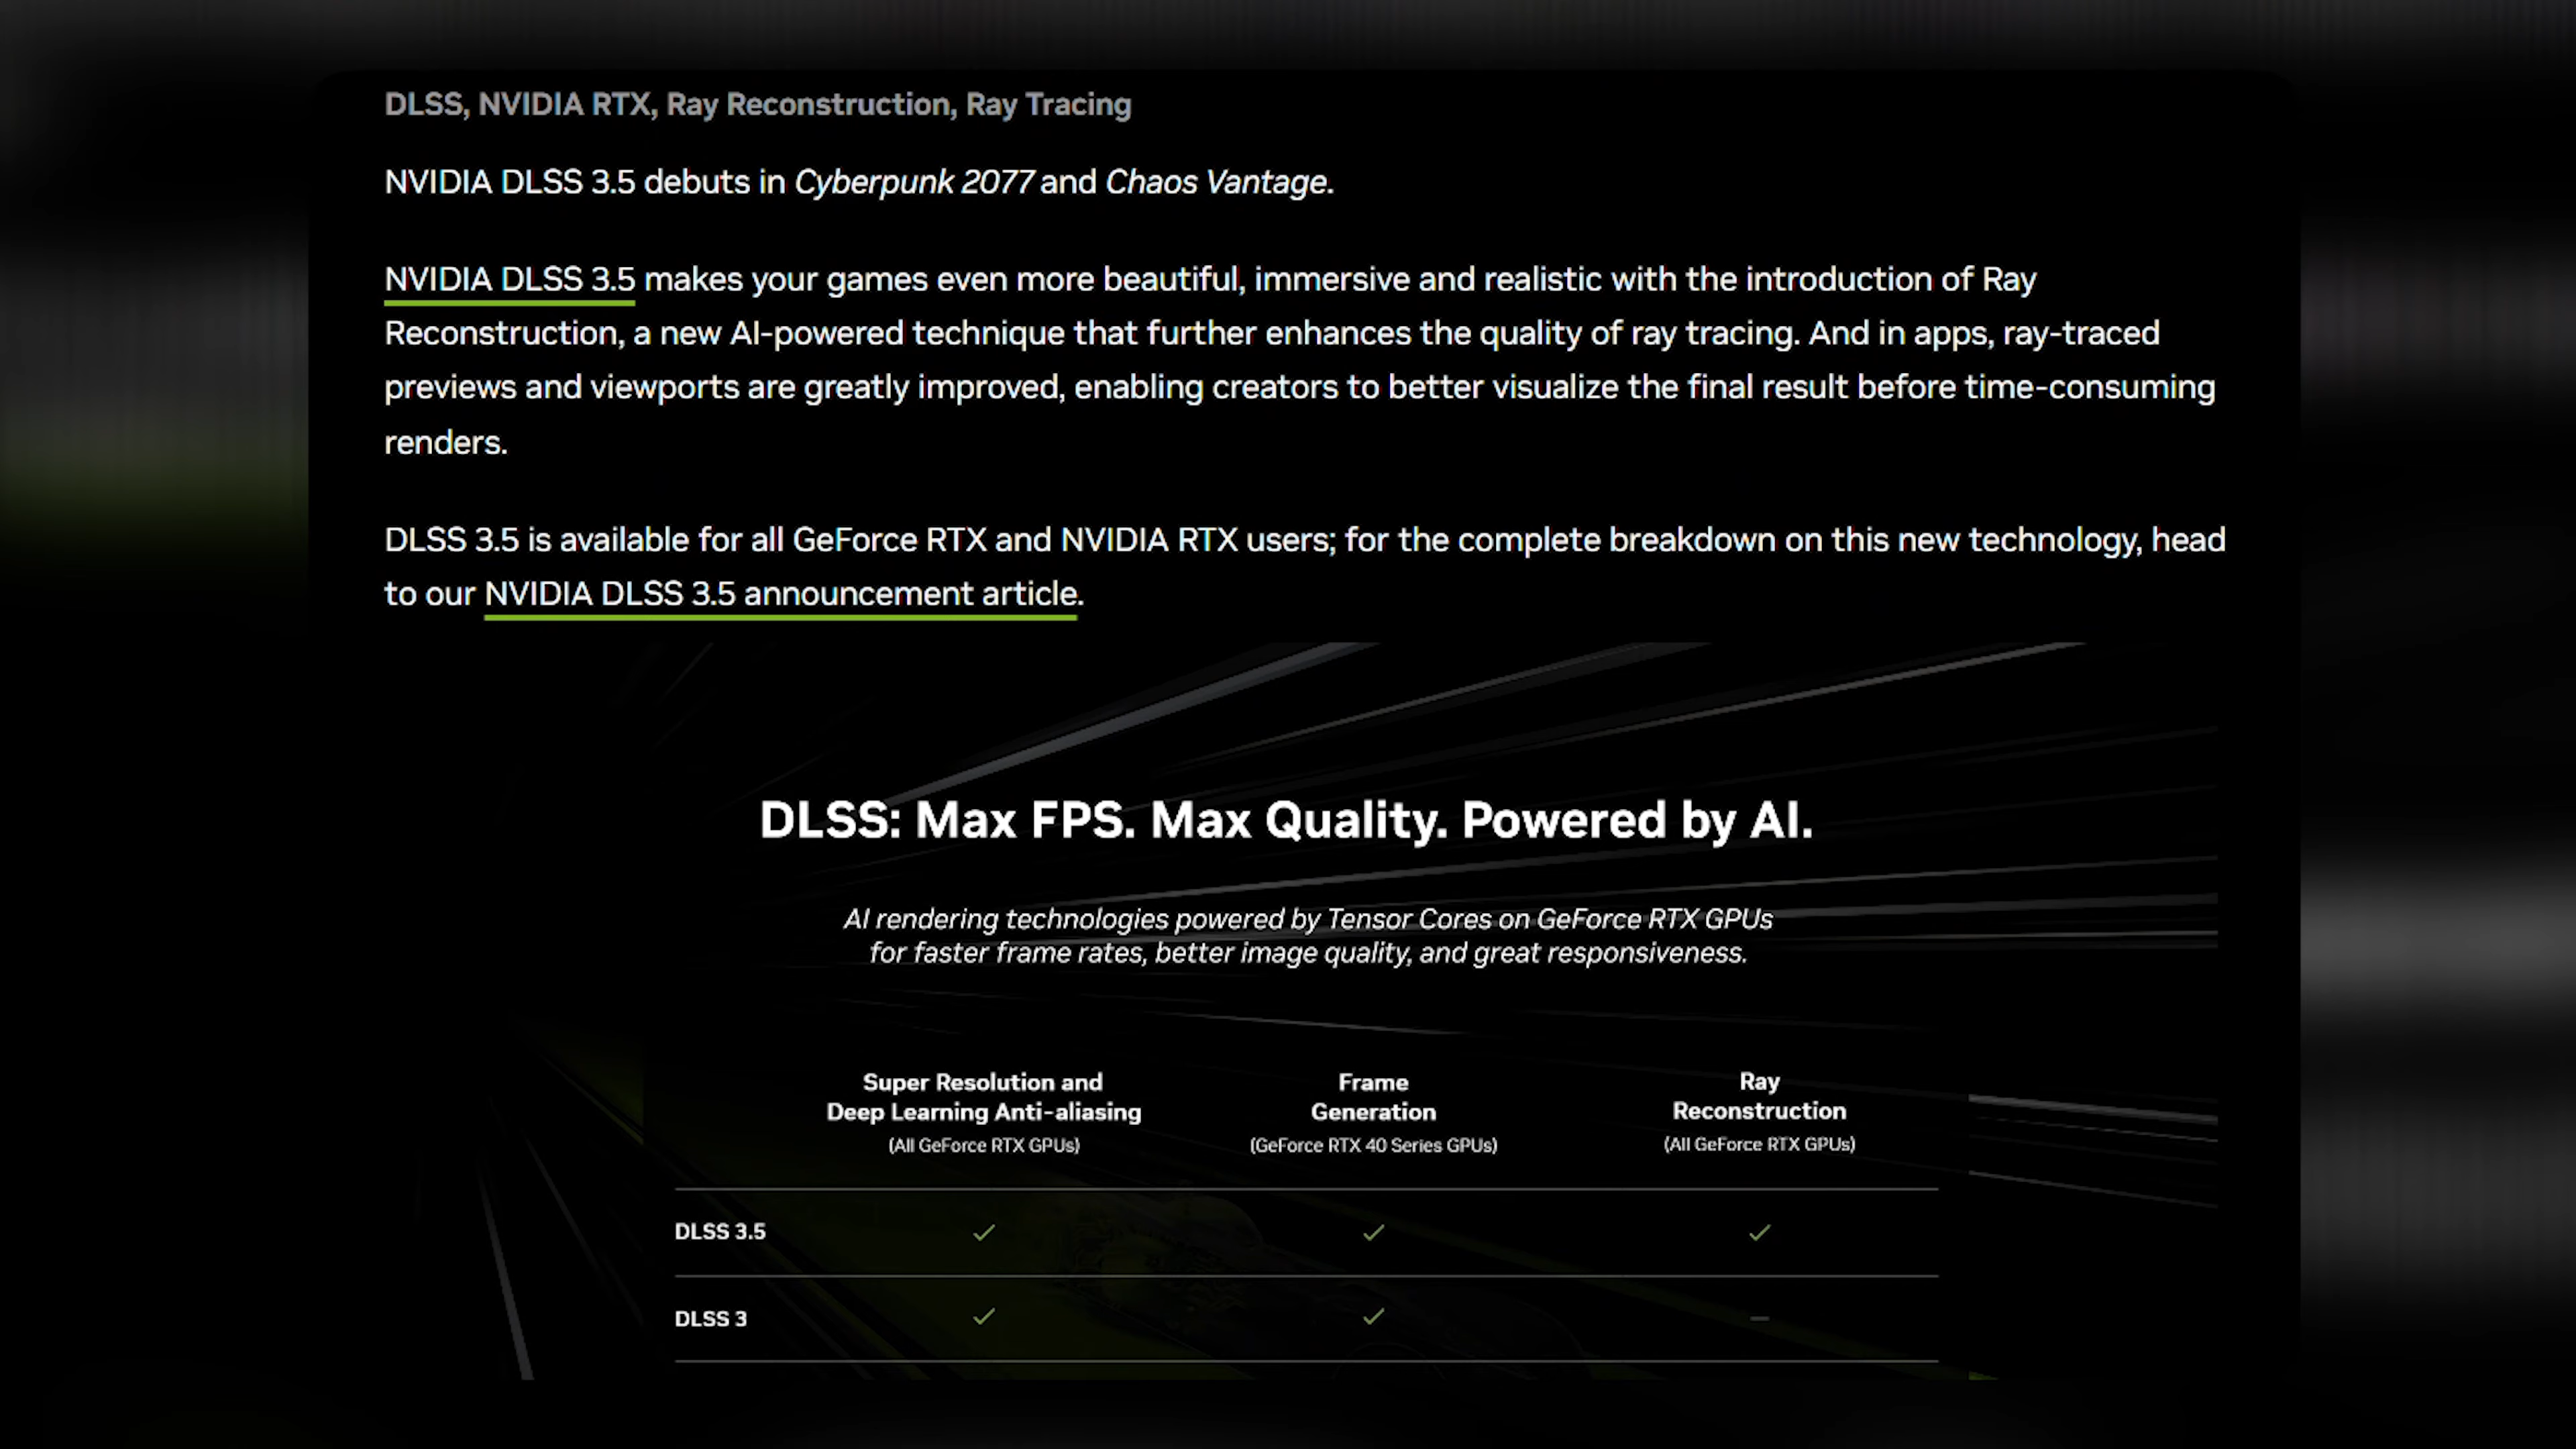 DLSS, NVIDIA RTX, Ray Reconstruction, Ray Tracing
NVIDIA DLSS 3.5 debuts in Cyberpunk 2077 and Chaos Vantage.
NVIDIA DLSS 3.5 makes your games even more beautiful, immersive and realistic with the introduction of Ray
Reconstruction, a new AI-powered technique that further enhances the quality of ray tracing. And in apps, ray-traced
previews and viewports are greatly improved, enabling creators to better visualize the final result before time-consuming
renders.
DLSS 3.5 is available for all GeForce RTX and NVIDIA RTX users; for the complete breakdown on this new technology, head
to our NVIDIA DLSS 3.5 announcement article.
DLSS: Max FPS. Max Quality. Powered by AI.
AI rendering technologies powered by Tensor Cores on GeForce RTX GPUs
for faster frame rates, better image quality, and great responsiveness.
Super Resolution and
Deep Learning Anti-aliasing
(All GeForce RTX GPUs)
Frame
Generation
(GeForce RTX 40 Series GPUs)
Ray
Reconstruction
(All GeForce RTX GPUs)
DLSS 3.5 ✓ ✓ ✓
DLSS 3 ✓ ✓ –